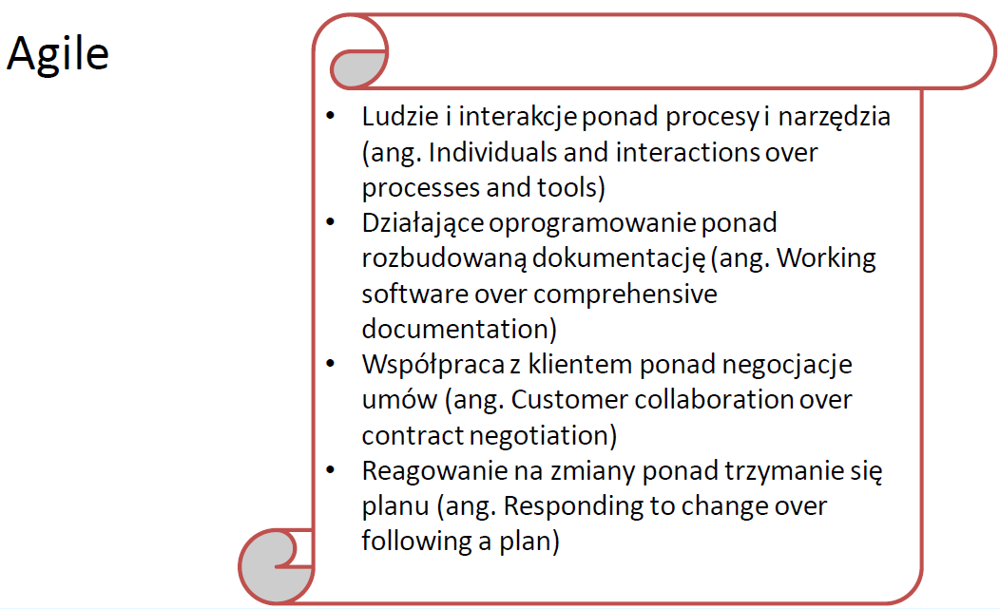 Agile
• Ludzie i interakcje ponad procesy i narzędzia
(ang. Individuals and interactions over
processes and tools)
• Działające oprogramowanie ponad
rozbudowaną dokumentację (ang. Working
software over comprehensive
documentation)
• Współpraca z klientem ponad negocjacje
umów (ang. Customer collaboration over
contract negotiation)
• Reagowanie na zmiany ponad trzymanie się
planu (ang. Responding to change over
following a plan)